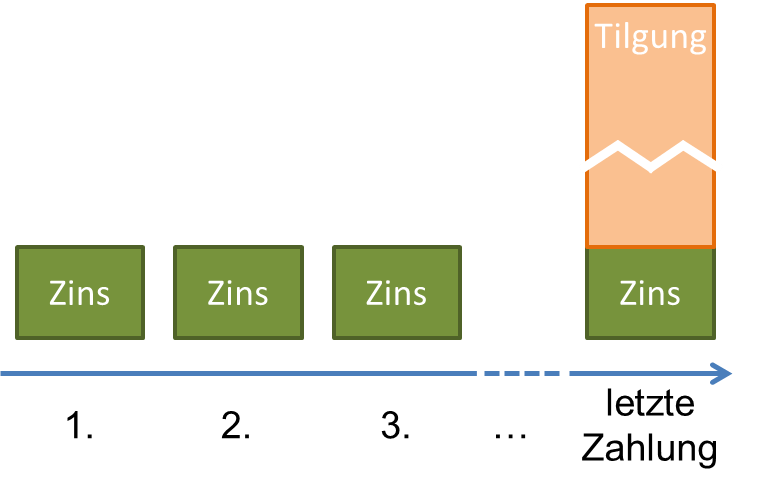 Tilgung
Zins
Zins
Zins
Zins
1.
2.
3.
...
letzte
Zahlung